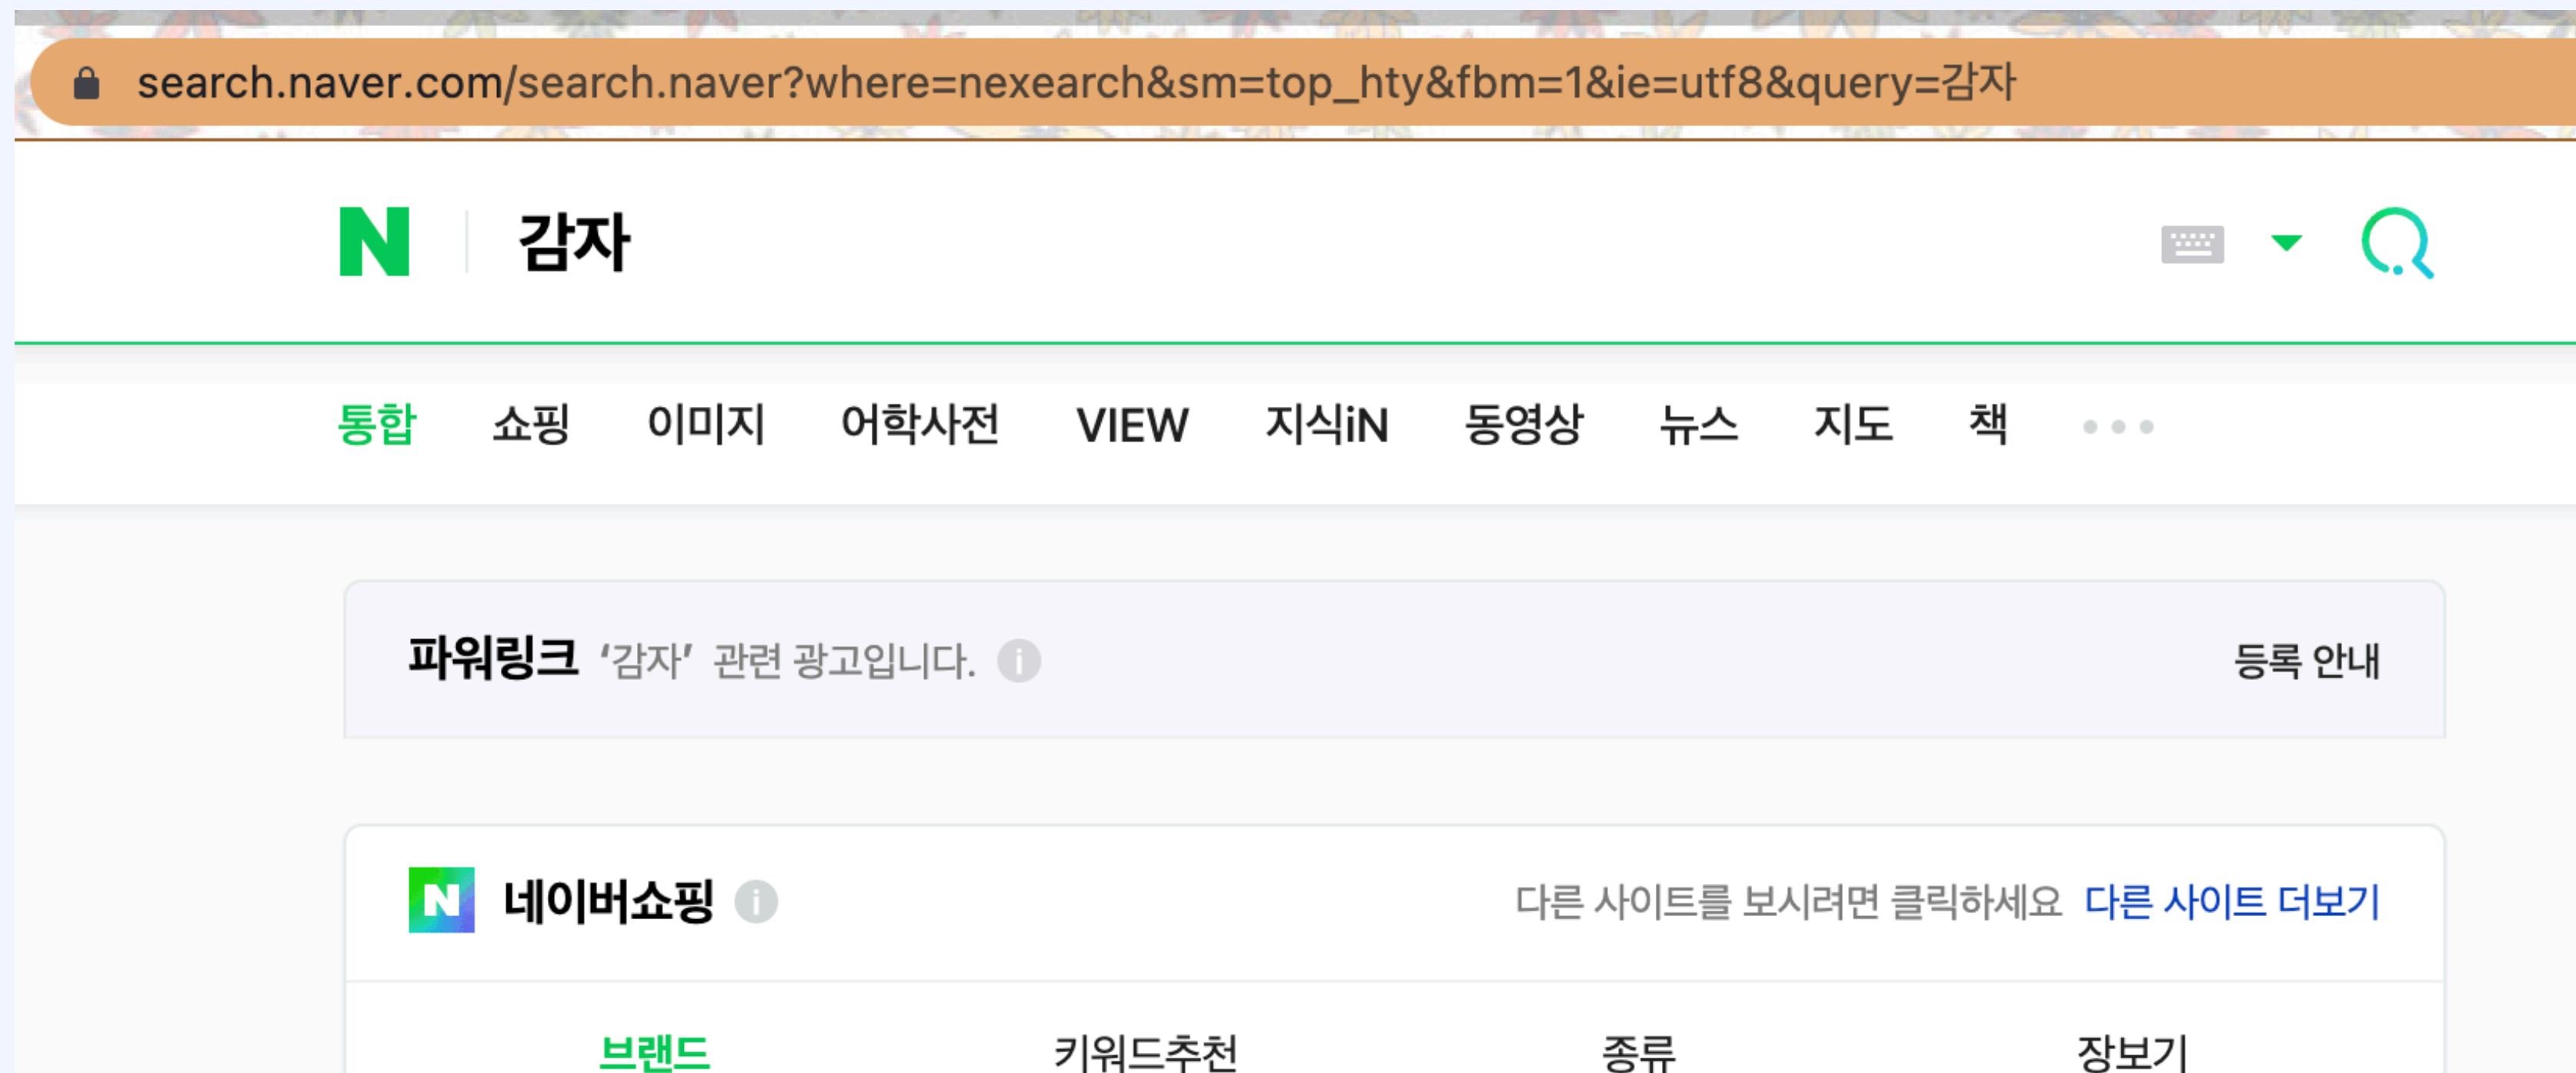 search.naver.com/search.naver?where=nexearch&sm=top_hty&fbm=1&ie=utf8&query=감자
N 감자
통합 쇼핑 이미지 어학사전 VIEW 지식iN 동영상 뉴스 지도 책
파워링크 ‘감자’ 관련 광고입니다. i 등록 안내
N 네이버쇼핑 i 다른 사이트를 보시려면 클릭하세요 다른 사이트 더보기
브랜드 키워드추천 종류 장보기